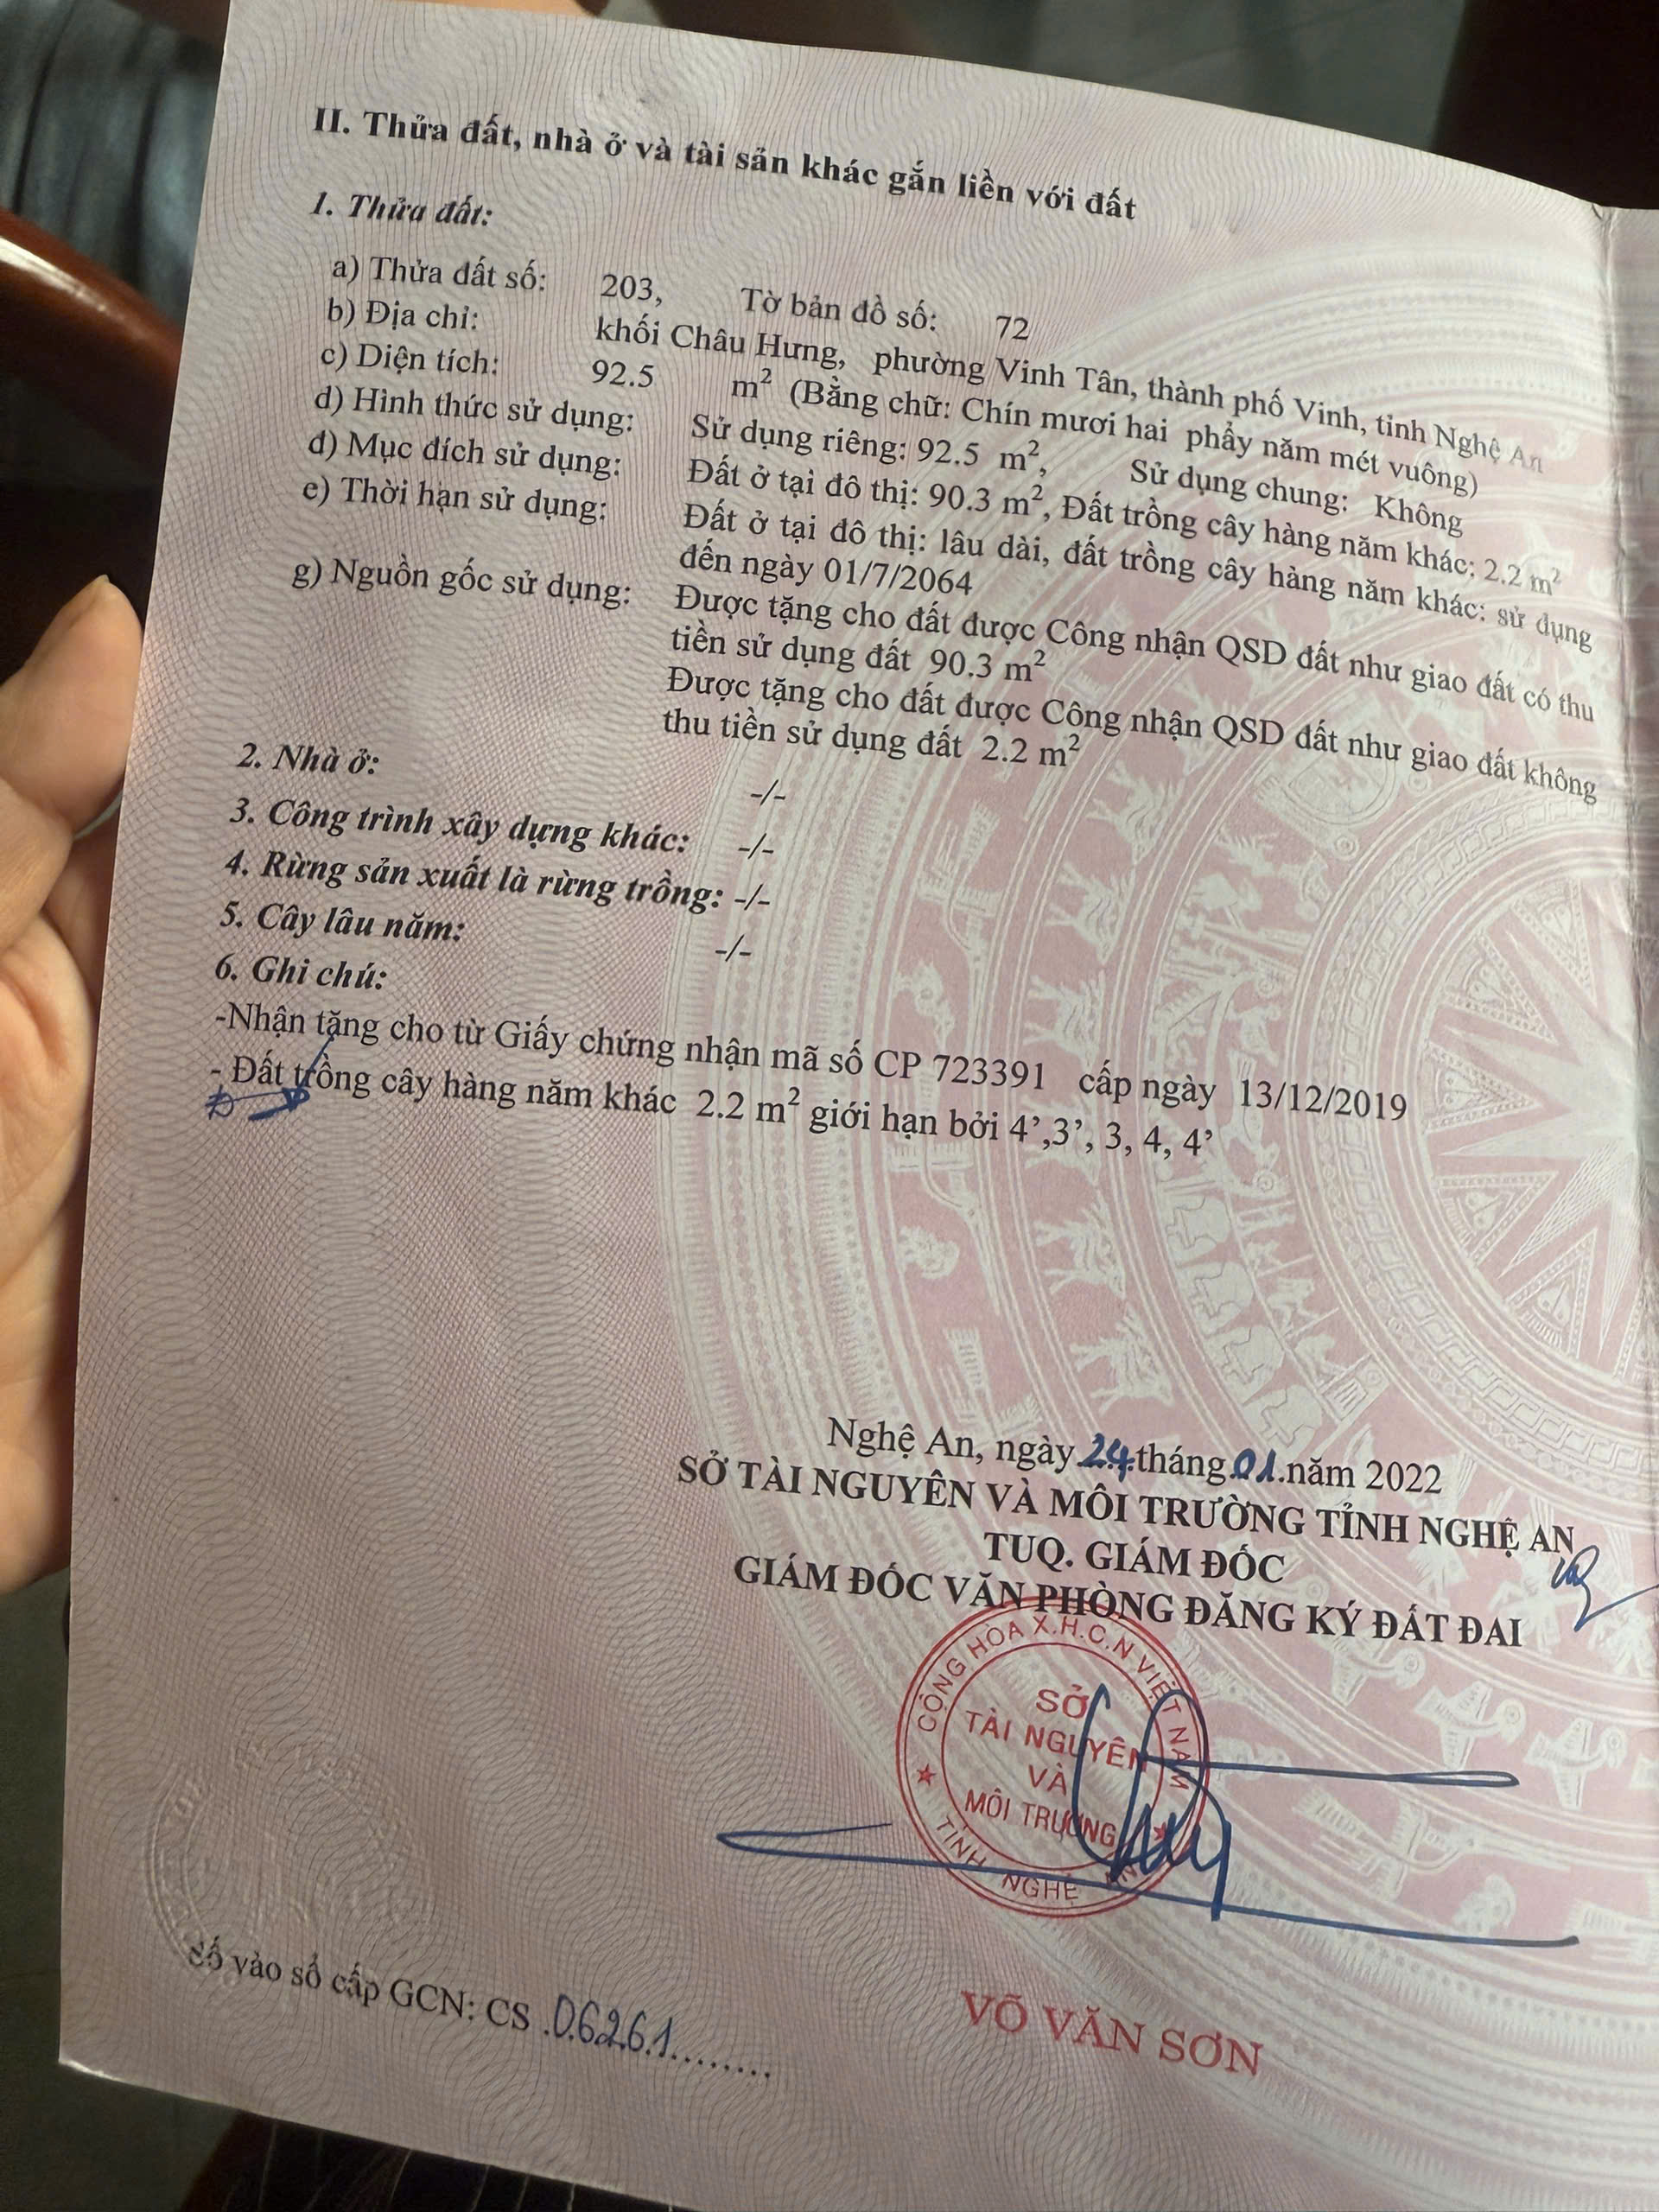 II. Thửa đất, nhà ở và tài sản khác gắn liền với đất
1. Thửa đất:
a) Thửa đất số: 203, Tờ bản đồ số: 72
b) Địa chỉ: khối Châu Hưng, phường Vinh Tân, thành phố Vinh, tỉnh Nghệ An
c) Diện tích: 92.5 m² (Bằng chữ: Chín mươi hai phẩy năm mét vuông)
d) Hình thức sử dụng: Sử dụng riêng: 92.5 m², Sử dụng chung: Không
đ) Mục đích sử dụng: Đất ở tại đô thị: 90.3 m², Đất trồng cây hàng năm khác: 2.2 m²
e) Thời hạn sử dụng: Đất ở tại đô thị: lâu dài, đất trồng cây hàng năm khác: sử dụng
đến ngày 01/7/2064
g) Nguồn gốc sử dụng: Được tặng cho đất được Công nhận QSD đất như giao đất có thu
tiền sử dụng đất 90.3 m²
Được tặng cho đất được Công nhận QSD đất như giao đất không
thu tiền sử dụng đất 2.2 m²
2. Nhà ở: -/-
3. Công trình xây dựng khác: -/-
4. Rừng sản xuất là rừng trồng: -/-
5. Cây lâu năm: -/-
6. Ghi chú:
-Nhận tặng cho từ Giấy chứng nhận mã số CP 723391 cấp ngày 13/12/2019
- Đất trồng cây hàng năm khác 2.2 m² giới hạn bởi 4’,3’, 3, 4, 4’
Nghệ An, ngày 24 tháng 01 năm 2022
SỞ TÀI NGUYÊN VÀ MÔI TRƯỜNG TỈNH NGHỆ AN
TUQ. GIÁM ĐỐC
GIÁM ĐỐC VĂN PHÒNG ĐĂNG KÝ ĐẤT ĐAI
CỘNG HÒA X.H.C.N VIỆT NAM
SỞ
TÀI NGUYÊN
VÀ
MÔI TRƯỜNG
TỈNH NGHỆ AN
VÕ VĂN SƠN
Số vào sổ cấp GCN: CS .06261........